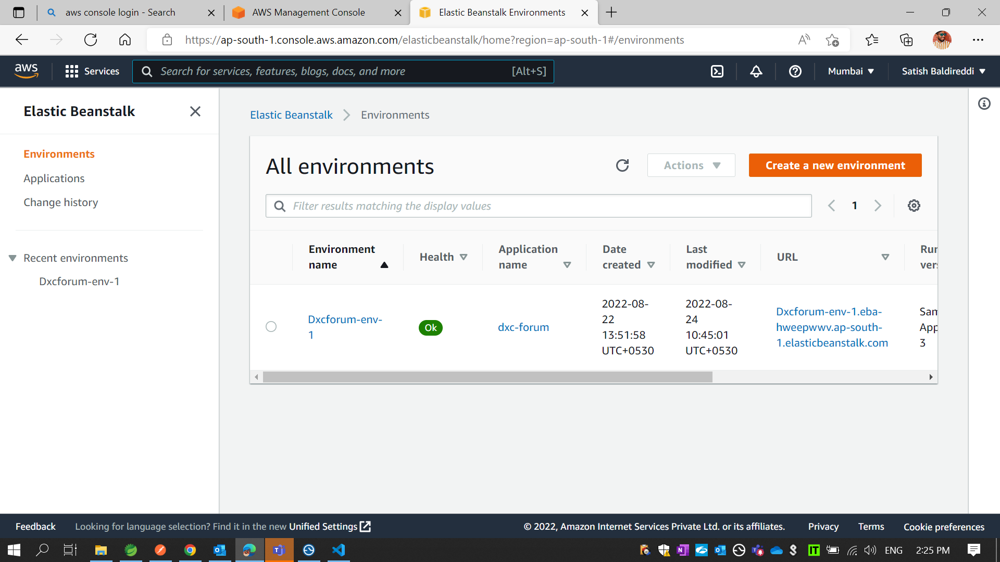 aws console login - Search
AWS Management Console
Elastic Beanstalk Environments
https://ap-south-1.console.aws.amazon.com/elasticbeanstalk/home?region=ap-south-1#/environments
aws
Services
Search for services, features, blogs, docs, and more
[Alt+S]
Mumbai
Satish Baldireddi
Elastic Beanstalk
Environments
Applications
Change history
Recent environments
Dxcforum-env-1
Elastic Beanstalk
Environments
All environments
Actions
Create a new environment
Filter results matching the display values
1
Environment
name
Health
Application
name
Date
created
Last
modified
URL
Dxcforum-env-
1
Ok
dxc-forum
2022-08-
22
13:51:58
UTC+0530
2022-08-
24
10:45:01
UTC+0530
Dxcforum-env-1.eba-
hweepwwv.ap-south-
1.elasticbeanstalk.com
3
Feedback
Looking for language selection? Find it in the new Unified Settings
© 2022, Amazon Internet Services Private Ltd. or its affiliates.
Privacy
Terms
Cookie preferences
ENG
2:25 PM